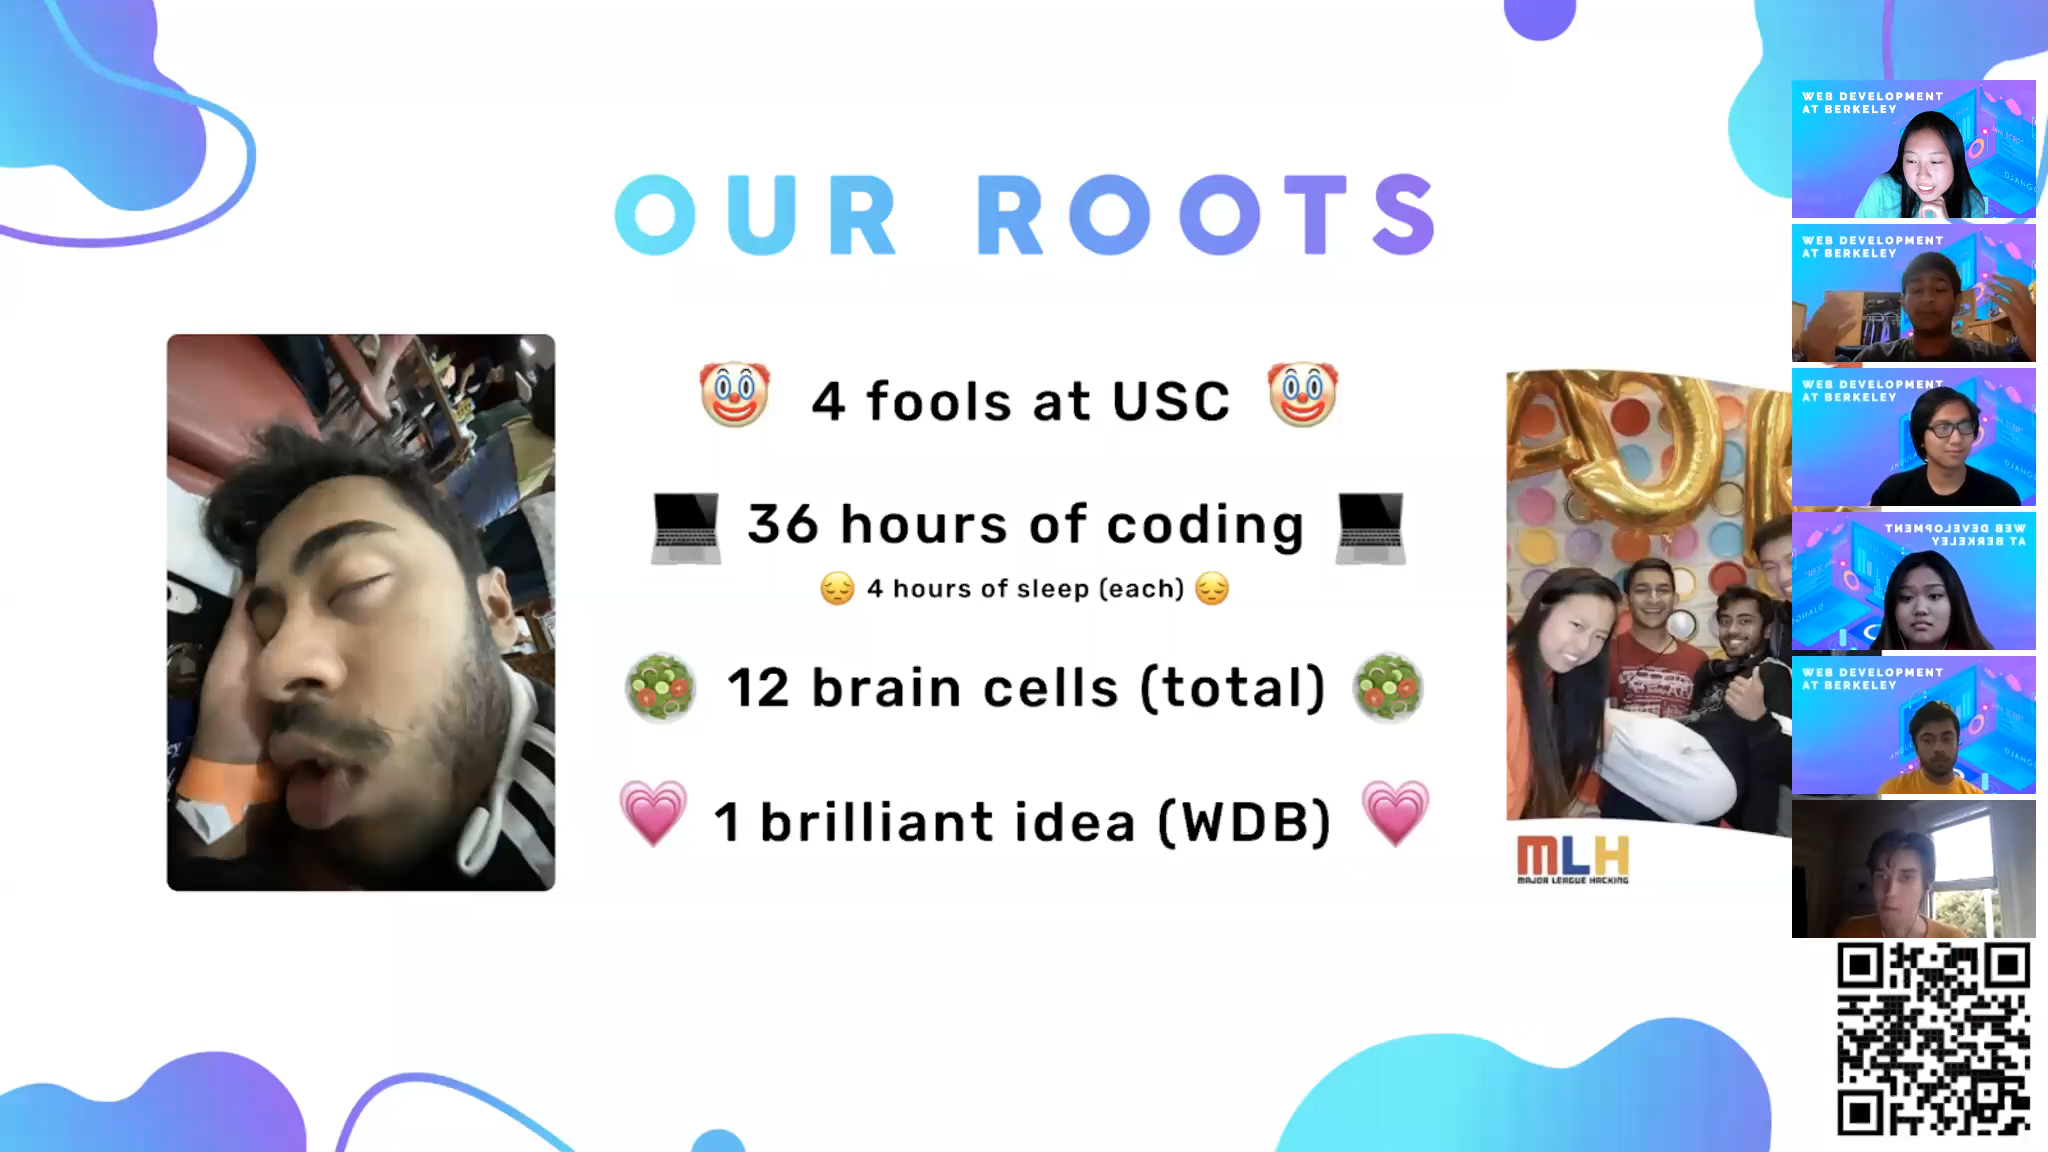 OUR ROOTS
4 fools at USC
36 hours of coding
4 hours of sleep (each)
12 brain cells (total)
1 brilliant idea (WDB)
MLH
MAJOR LEAGUE HACKING
WEB DEVELOPMENT
AT BERKELEY
WEB DEVELOPMENT
AT BERKELEY
WEB DEVELOPMENT
AT BERKELEY
WEB DEVELOPMENT
AT BERKELEY
WEB DEVELOPMENT
AT BERKELEY